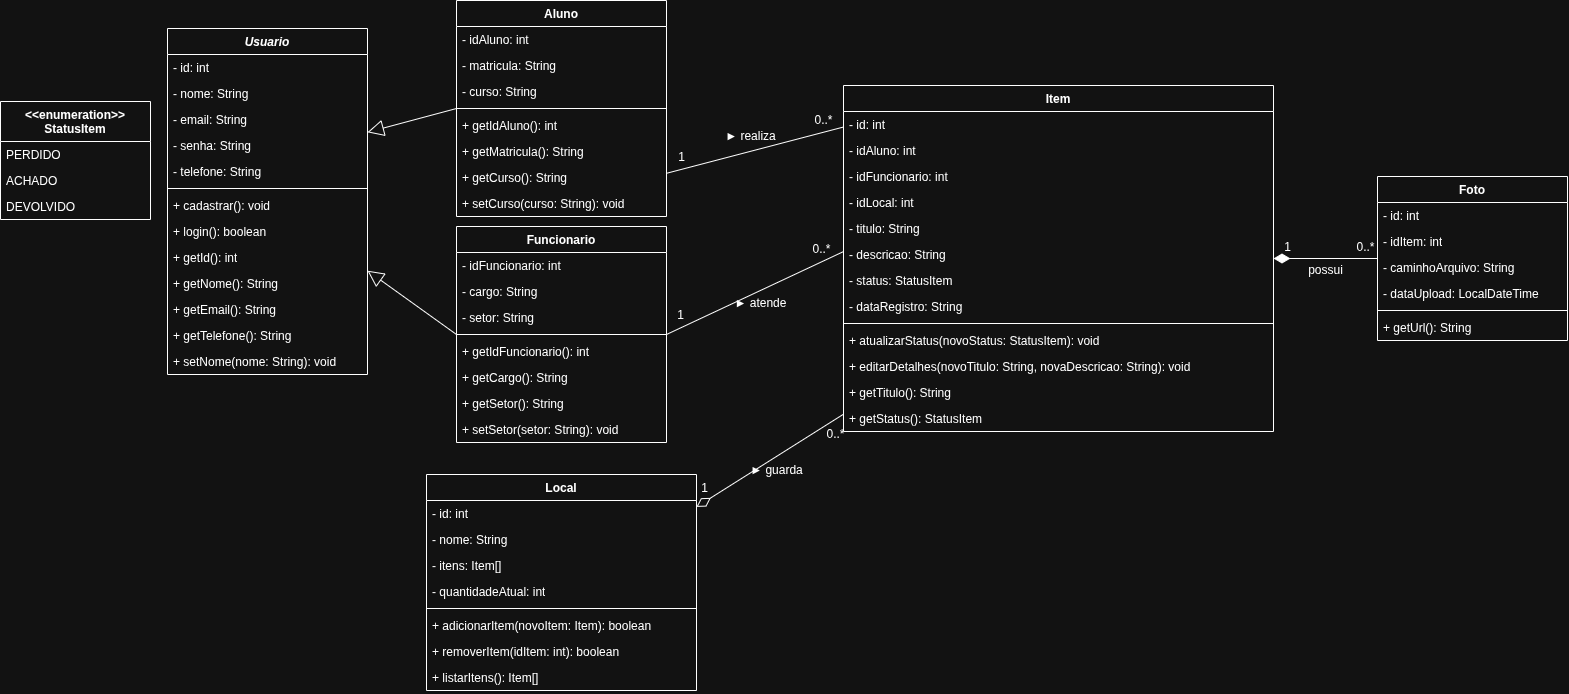 <<enumeration>>
StatusItem
PERDIDO
ACHADO
DEVOLVIDO
Usuario
- id: int
- nome: String
- email: String
- senha: String
- telefone: String
+ cadastrar(): void
+ login(): boolean
+ getId(): int
+ getNome(): String
+ getEmail(): String
+ getTelefone(): String
+ setNome(nome: String): void
Aluno
- idAluno: int
- matricula: String
- curso: String
+ getIdAluno(): int
+ getMatricula(): String
+ getCurso(): String
+ setCurso(curso: String): void
Funcionario
- idFuncionario: int
- cargo: String
- setor: String
+ getIdFuncionario(): int
+ getCargo(): String
+ getSetor(): String
+ setSetor(setor: String): void
Local
- id: int
- nome: String
- itens: Item[]
- quantidadeAtual: int
+ adicionarItem(novoItem: Item): boolean
+ removerItem(idItem: int): boolean
+ listarItens(): Item[]
1
► realiza
0..*
1
► atende
0..*
1
► guarda
0..*
Item
- id: int
- idAluno: int
- idFuncionario: int
- idLocal: int
- titulo: String
- descricao: String
- status: StatusItem
- dataRegistro: String
+ atualizarStatus(novoStatus: StatusItem): void
+ editarDetalhes(novoTitulo: String, novaDescricao: String): void
+ getTitulo(): String
+ getStatus(): StatusItem
1
possui
0..*
Foto
- id: int
- idItem: int
- caminhoArquivo: String
- dataUpload: LocalDateTime
+ getUrl(): String